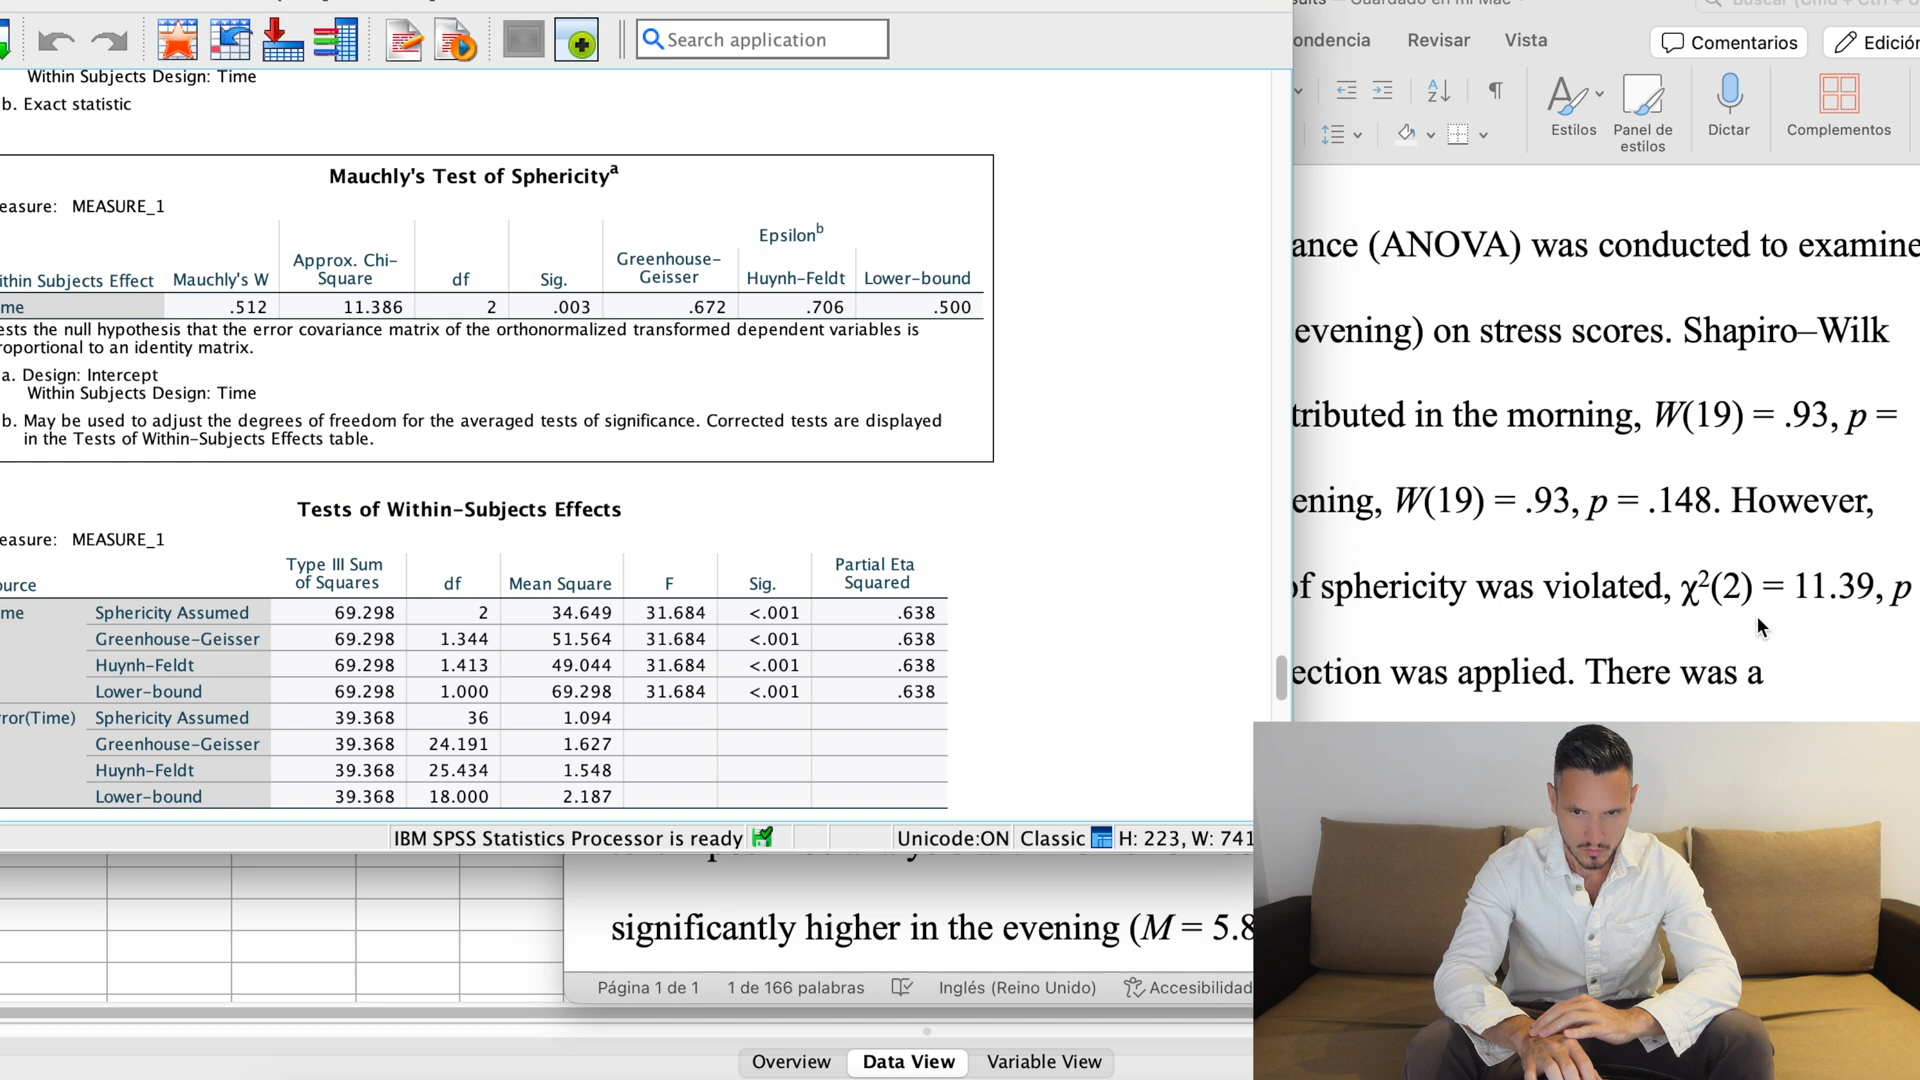 Guardado en mi Mac
Search application
ondencia
Revisar
Vista
Comentarios
Edición
Within Subjects Design: Time
b. Exact statistic
Estilos
Panel de estilos
Dictar
Complementos
Mauchly's Test of Sphericityᵃ
easure: MEASURE_1
Epsilonᵇ
ithin Subjects Effect Mauchly's W Approx. Chi-Square df Sig. Greenhouse-Geisser Huynh-Feldt Lower-bound
me .512 11.386 2 .003 .672 .706 .500
ests the null hypothesis that the error covariance matrix of the orthonormalized transformed dependent variables is
roportional to an identity matrix.
a. Design: Intercept
Within Subjects Design: Time
b. May be used to adjust the degrees of freedom for the averaged tests of significance. Corrected tests are displayed
in the Tests of Within-Subjects Effects table.
Tests of Within-Subjects Effects
easure: MEASURE_1
ource Type III Sum of Squares df Mean Square F Sig. Partial Eta Squared
me Sphericity Assumed 69.298 2 34.649 31.684 <.001 .638
Greenhouse-Geisser 69.298 1.344 51.564 31.684 <.001 .638
Huynh-Feldt 69.298 1.413 49.044 31.684 <.001 .638
Lower-bound 69.298 1.000 69.298 31.684 <.001 .638
ror(Time) Sphericity Assumed 39.368 36 1.094
Greenhouse-Geisser 39.368 24.191 1.627
Huynh-Feldt 39.368 25.434 1.548
Lower-bound 39.368 18.000 2.187
IBM SPSS Statistics Processor is ready
Unicode:ON
Classic
H: 223, W: 741
ance (ANOVA) was conducted to examine
evening) on stress scores. Shapiro–Wilk
tributed in the morning, W(19) = .93, p =
ening, W(19) = .93, p = .148. However,
of sphericity was violated, χ²(2) = 11.39, p
ection was applied. There was a
significantly higher in the evening (M = 5.8
Página 1 de 1
1 de 166 palabras
Inglés (Reino Unido)
Accesibilidad
Overview
Data View
Variable View